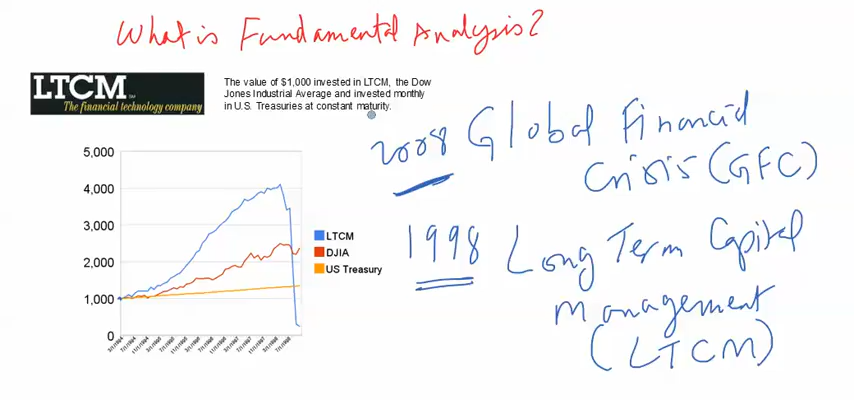 What is Fundamental Analysis?
LTCM
The financial technology company
The value of $1,000 invested in LTCM, the Dow
Jones Industrial Average and invested monthly
in U.S. Treasuries at constant maturity.
2008 Global Financial
Crisis (GFC)
1998 Long Term Capital
Management
(LTCM)
5,000
4,000
3,000
2,000
1,000
0
LTCM
DJIA
US Treasury